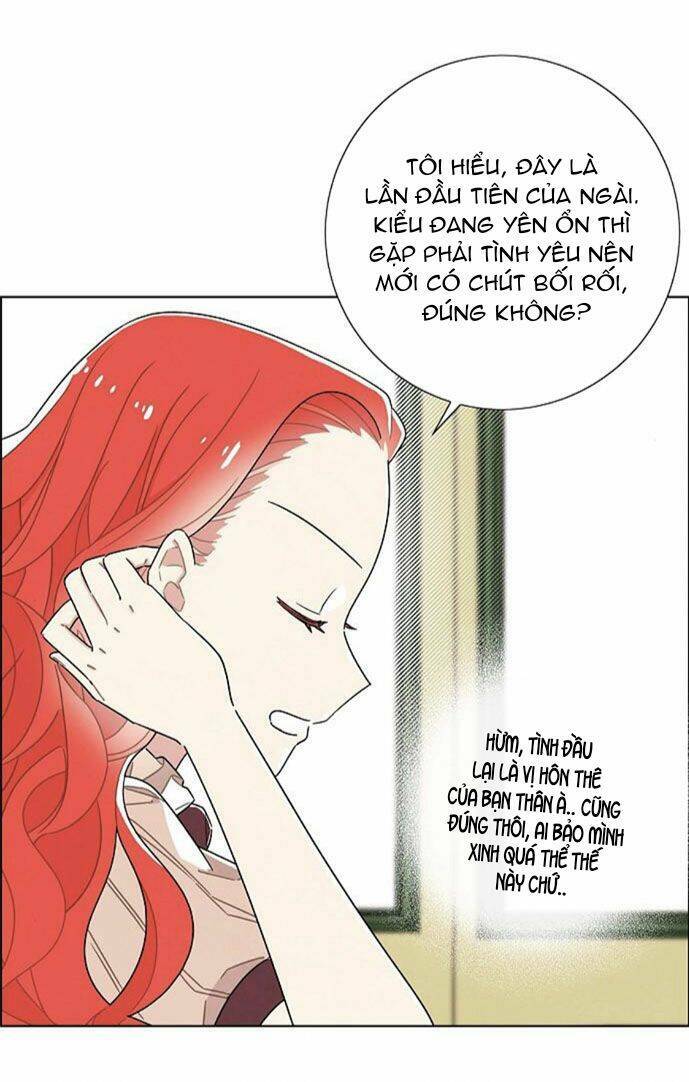 TÔI HIỂU, ĐÂY LÀ
LẦN ĐẦU TIÊN CỦA NGÀI.
KIỂU ĐANG YÊN ỔN THÌ
GẶP PHẢI TÌNH YÊU NÊN
MỚI CÓ CHÚT BỐI RỐI,
ĐÚNG KHÔNG?
HỪM, TÌNH ĐẦU
LẠI LÀ VỊ HÔN THÊ
CỦA BẠN THÂN À.. CŨNG
ĐÚNG THÔI, AI BẢO MÌNH
XINH QUÁ THỂ THẾ
NÀY CHỨ..